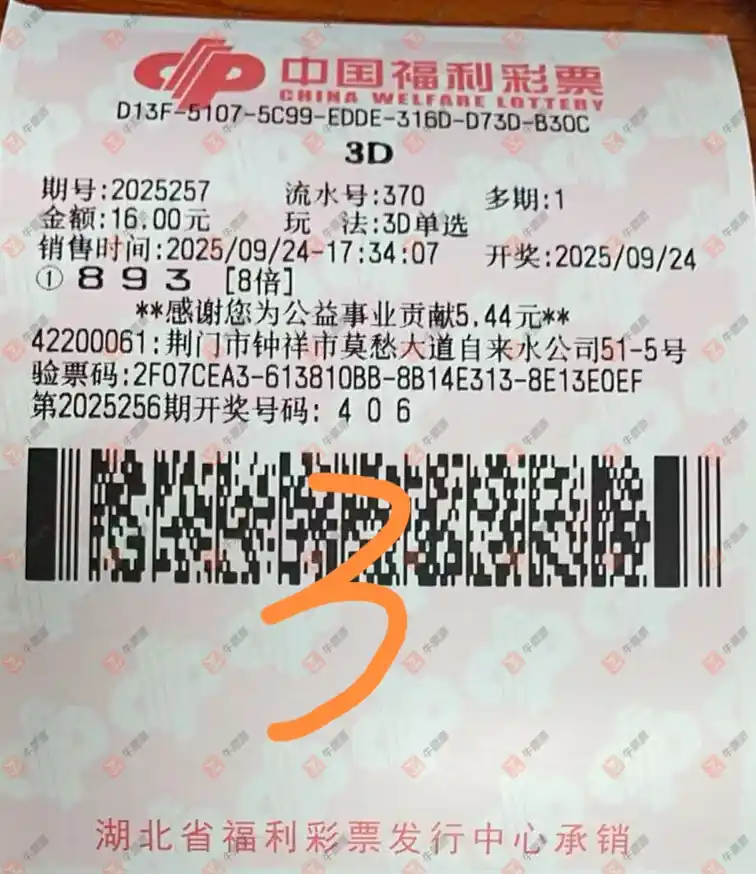 中国福利彩票
CHINA WELFARE LOTTERY
D13F-5107-5C99-EDDE-316D-D73D-B30C
3D
期号:2025257 流水号:370 多期:1
金额:16.00元 玩 法:3D单选
销售时间:2025/09/24-17:34:07 开奖:2025/09/24
① 8 9 3 [8倍]
**感谢您为公益事业贡献5.44元**
42200061:荆门市钟祥市莫愁大道自来水公司51-5号
验票码:2F07CEA3-613810BB-8B14E313-8E13E0EF
第2025256期开奖号码: 4 0 6
3
湖北省福利彩票发行中心承销